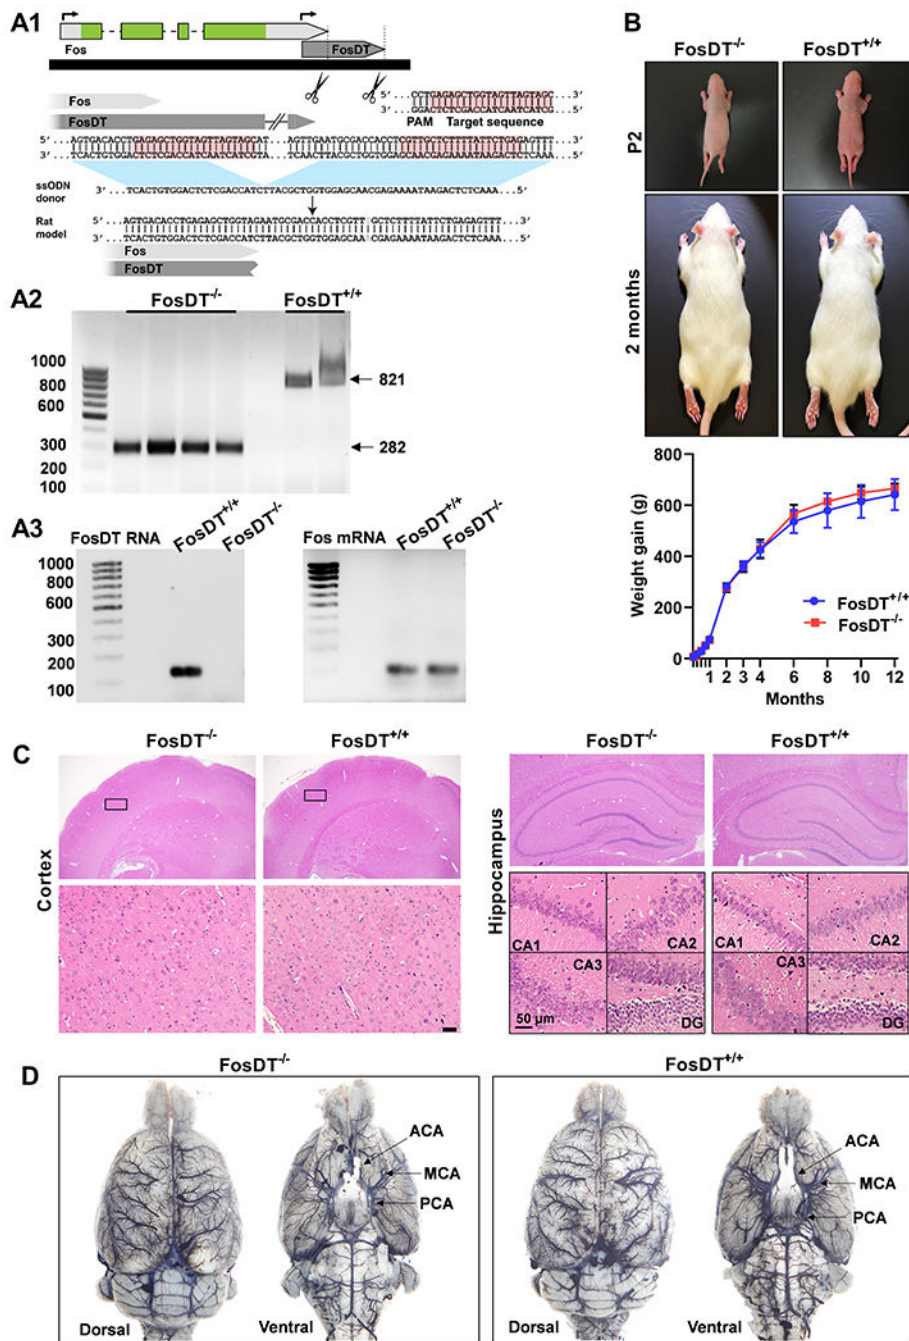 A1
Fos
FosDT
5'... CCTGAGAGCTGGTAGTTAGTAGC ...3'
3'... GGACTCTCGACCATCAATCATCG ...5'
PAM Target sequence
Fos
FosDT
ssODN donor
3'... TCACTGTGGACTCTCGACCATCTTACGCTGGTGGAGCAACGAGAAAATAAGACTCTCAAA ...5'
Rat model
Fos
FosDT
A2
FosDT-/-
FosDT+/+
1000
800
600
300
200
100
821
282
A3
FosDT RNA
FosDT+/+
FosDT-/-
1000
800
600
300
200
100
Fos mRNA
FosDT+/+
FosDT-/-
B
FosDT-/-
FosDT+/+
P2
2 months
Weight gain (g)
800
600
400
200
0
FosDT+/+
FosDT-/-
1 2 3 4 6 8 10 12
Months
C
FosDT-/-
FosDT+/+
Cortex
FosDT-/-
FosDT+/+
Hippocampus
CA1
CA2
CA3
DG
50 µm
CA1
CA2
CA3
DG
D
FosDT-/-
FosDT+/+
ACA
MCA
PCA
Dorsal
Ventral
ACA
MCA
PCA
Dorsal
Ventral